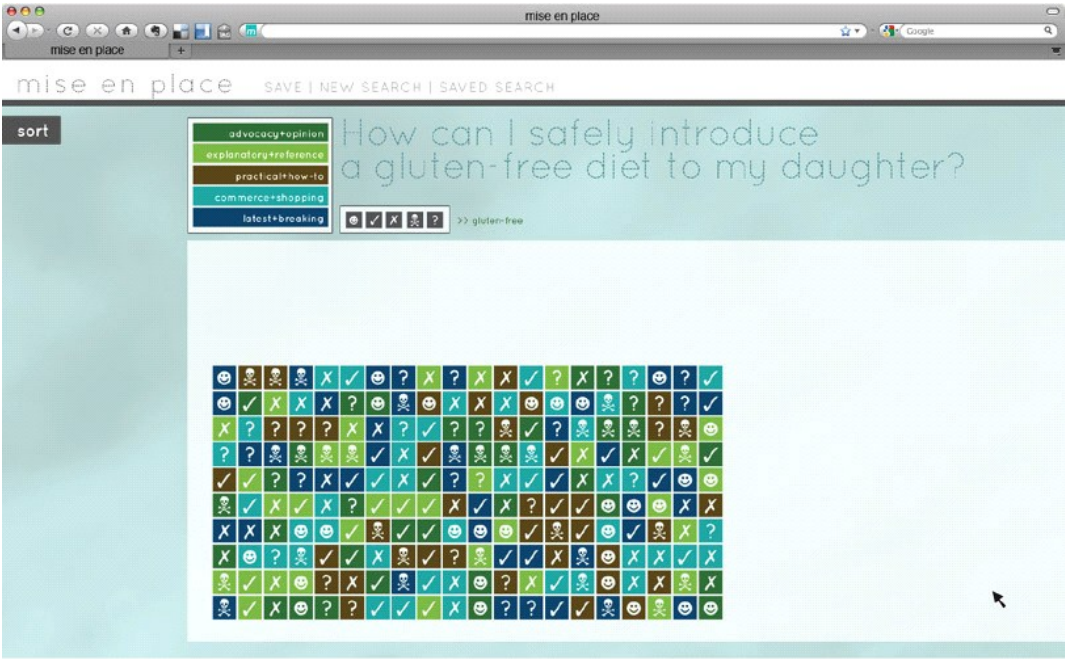 mise en place
Google
mise en place +
mise en place SAVE | NEW SEARCH | SAVED SEARCH
sort
advocacy+opinion
explanatory+reference
practical+how-to
commerce+shopping
latest+breaking
How can I safely introduce
a gluten-free diet to my daughter?
>> gluten-free